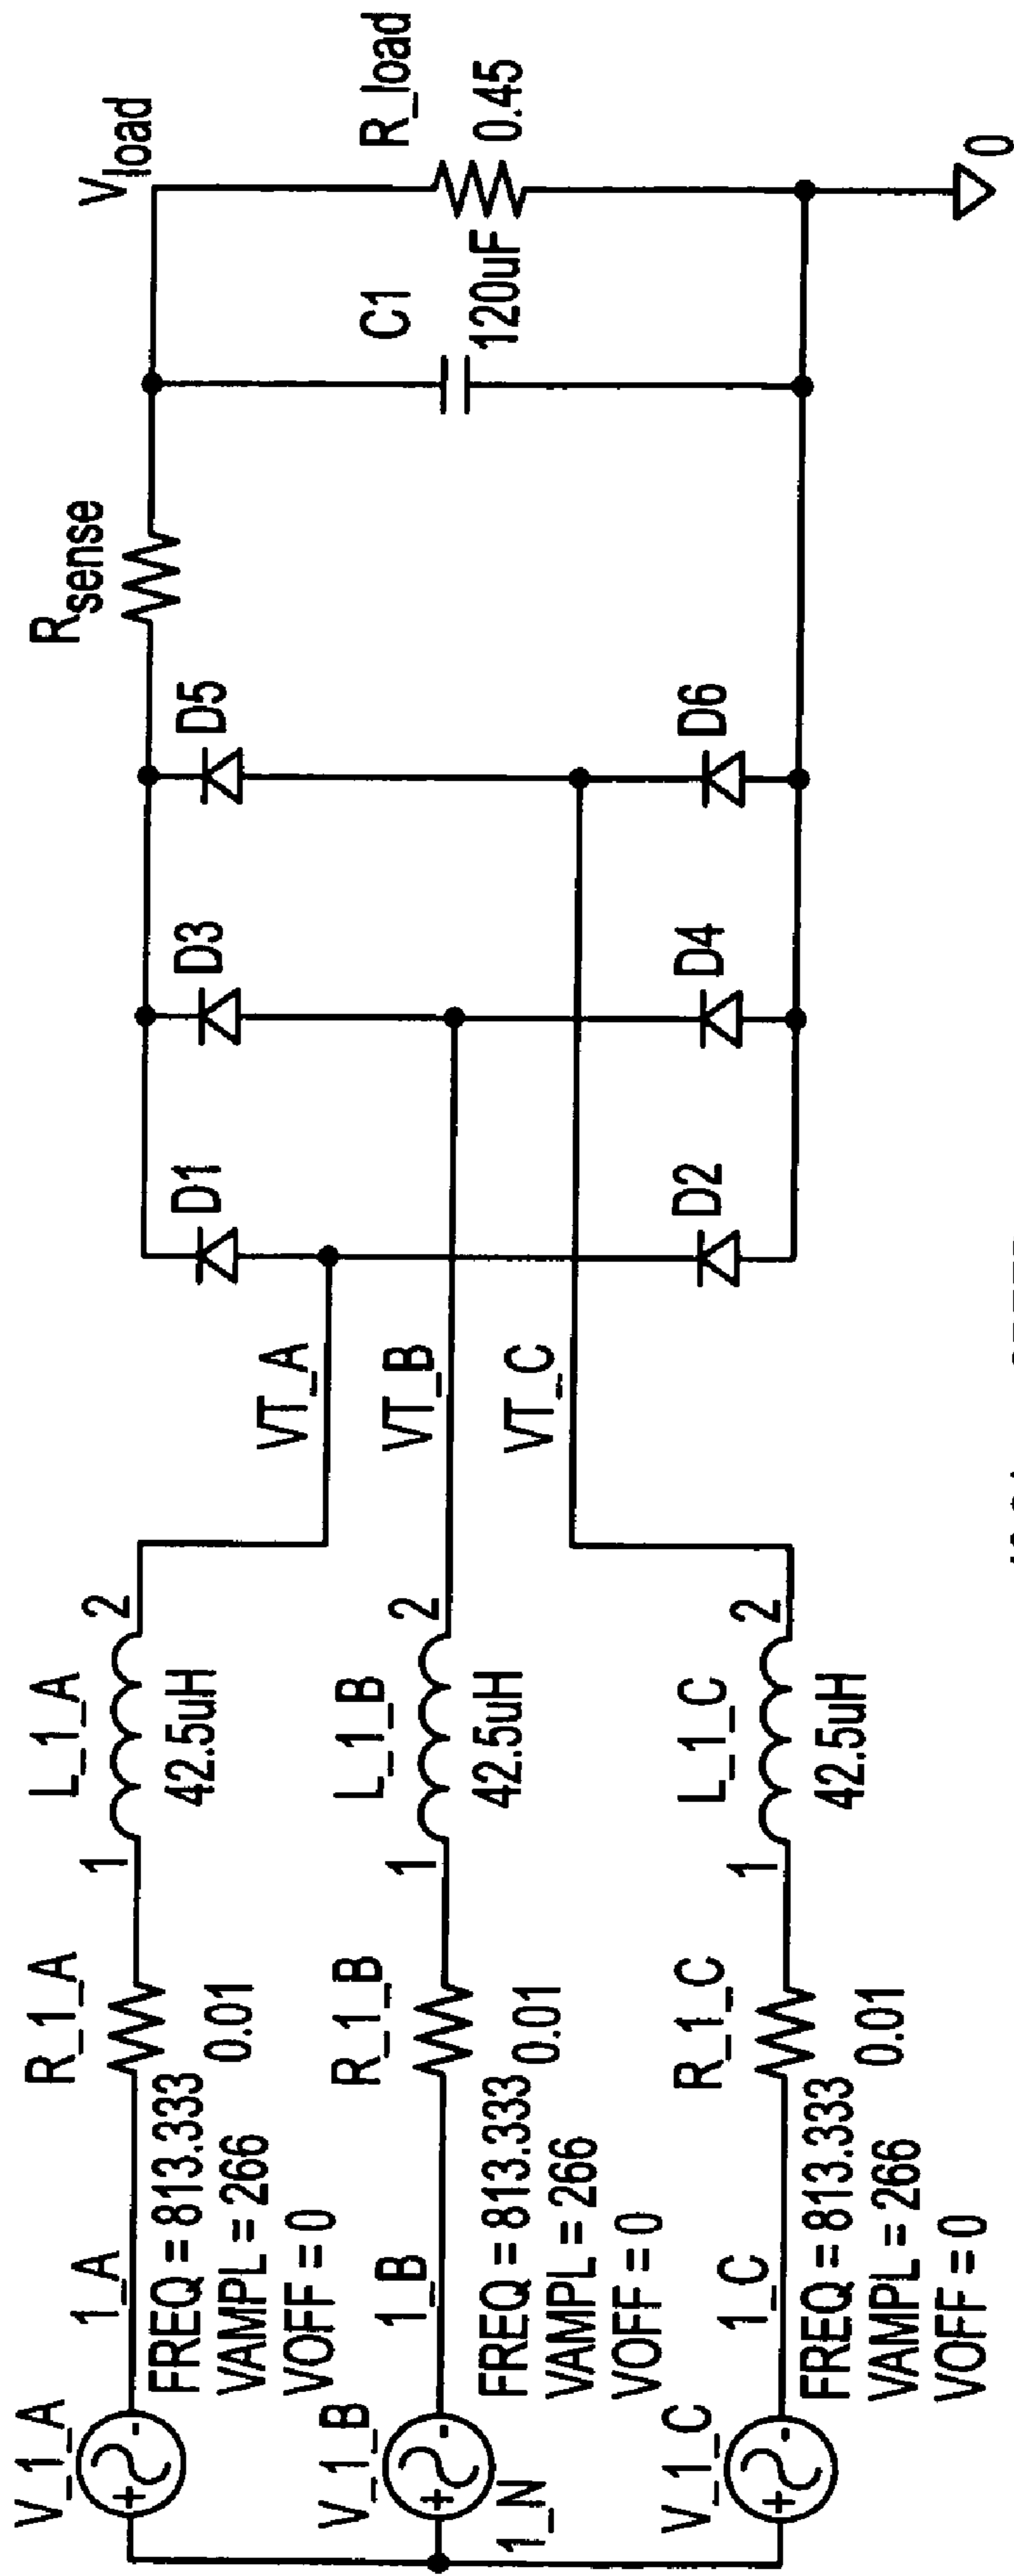 V_1_A
+
-
1_A
FREQ = 813.333
VAMPL = 266
VOFF = 0
R_1_A
0.01
1
L_1_A
42.5uH
2
VT_A
V_1_B
+
-
1_N
1_B
FREQ = 813.333
VAMPL = 266
VOFF = 0
R_1_B
0.01
1
L_1_B
42.5uH
2
VT_B
V_1_C
+
-
1_C
FREQ = 813.333
VAMPL = 266
VOFF = 0
R_1_C
0.01
1
L_1_C
42.5uH
2
VT_C
D1
D3
D5
D2
D4
D6
Rsense
C1
120uF
Vload
R_load
0.45
0